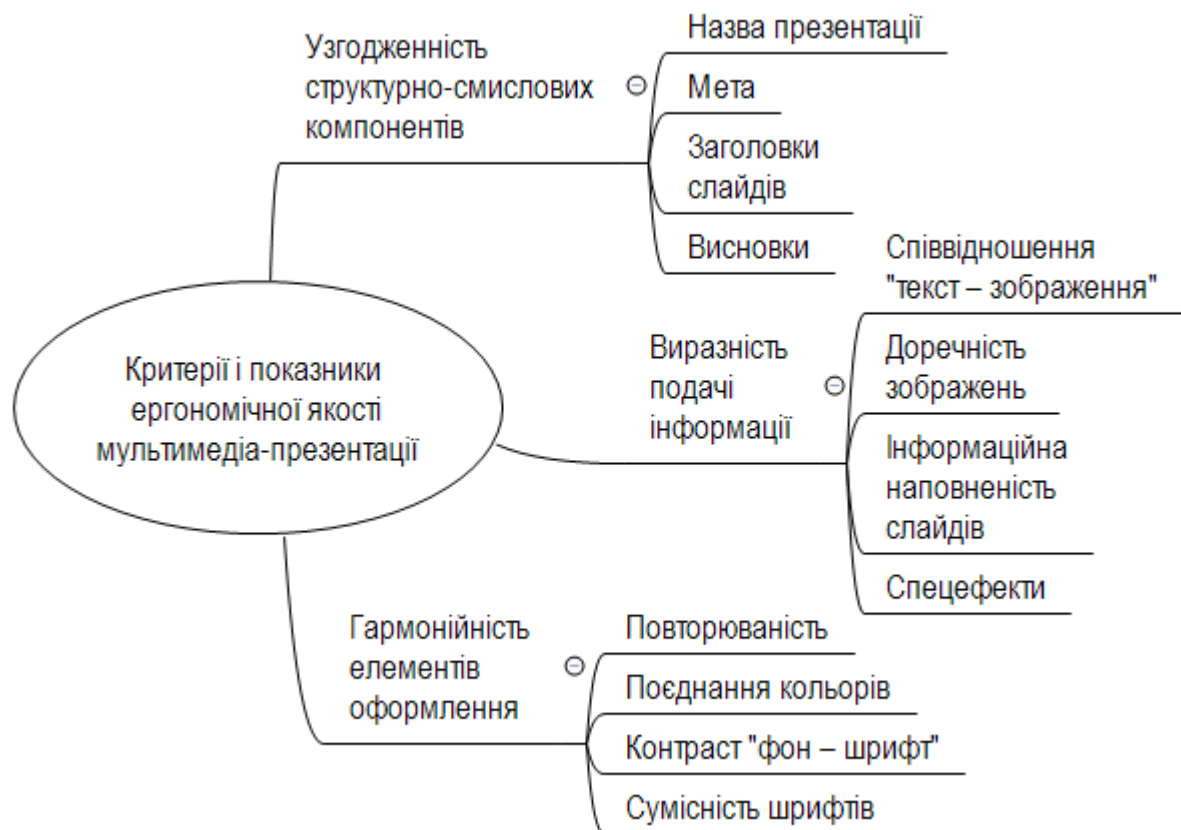 Критерії і показники
ергономічної якості
мультимедіа-презентації
Узгодженність
структурно-смислових
компонентів
Назва презентації
Мета
Заголовки
слайдів
Висновки
Виразність
подачі
інформації
Співвідношення
"текст – зображення"
Доречність
зображень
Інформаційна
наповненість
слайдів
Спецефекти
Гармонійність
елементів
оформлення
Повторюваність
Поєднання кольорів
Контраст "фон – шрифт"
Сумісність шрифтів